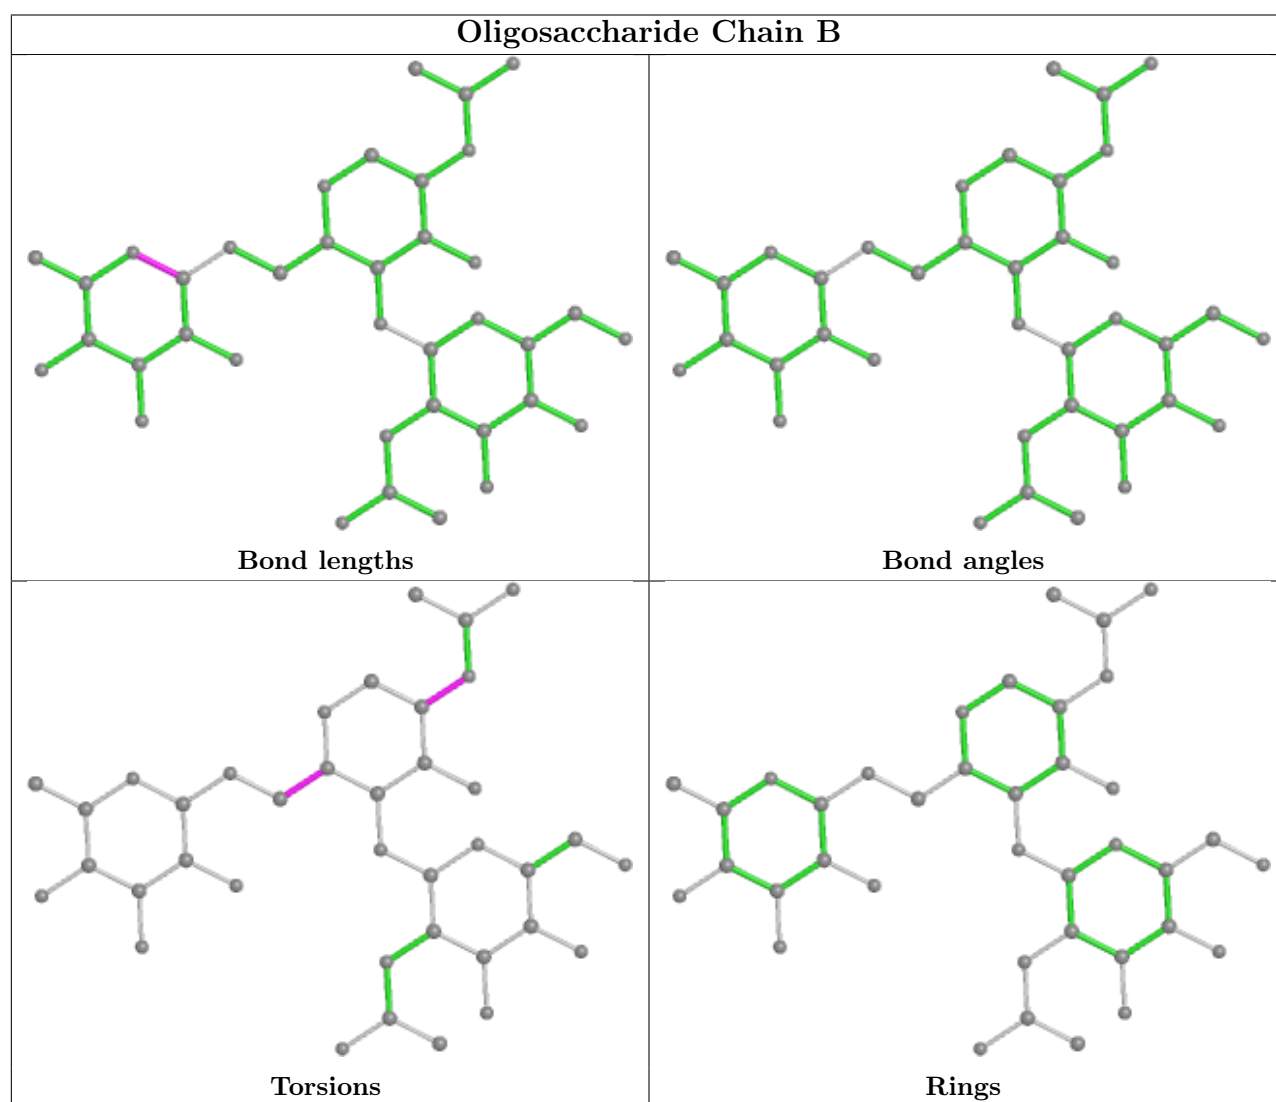 Oligosaccharide Chain B
Bond lengths
Bond angles
Torsions
Rings